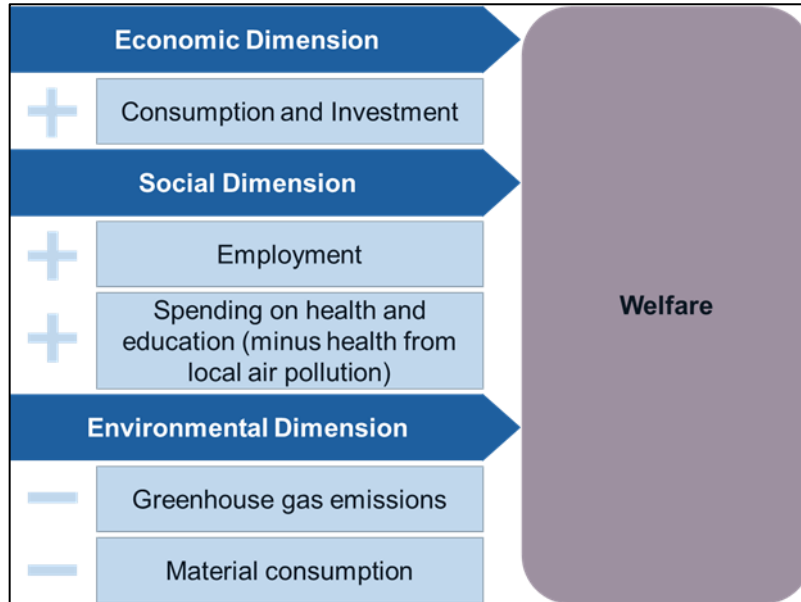 Economic Dimension
Consumption and Investment
Social Dimension
Employment
Spending on health and
education (minus health from
local air pollution)
Welfare
Environmental Dimension
Greenhouse gas emissions
Material consumption